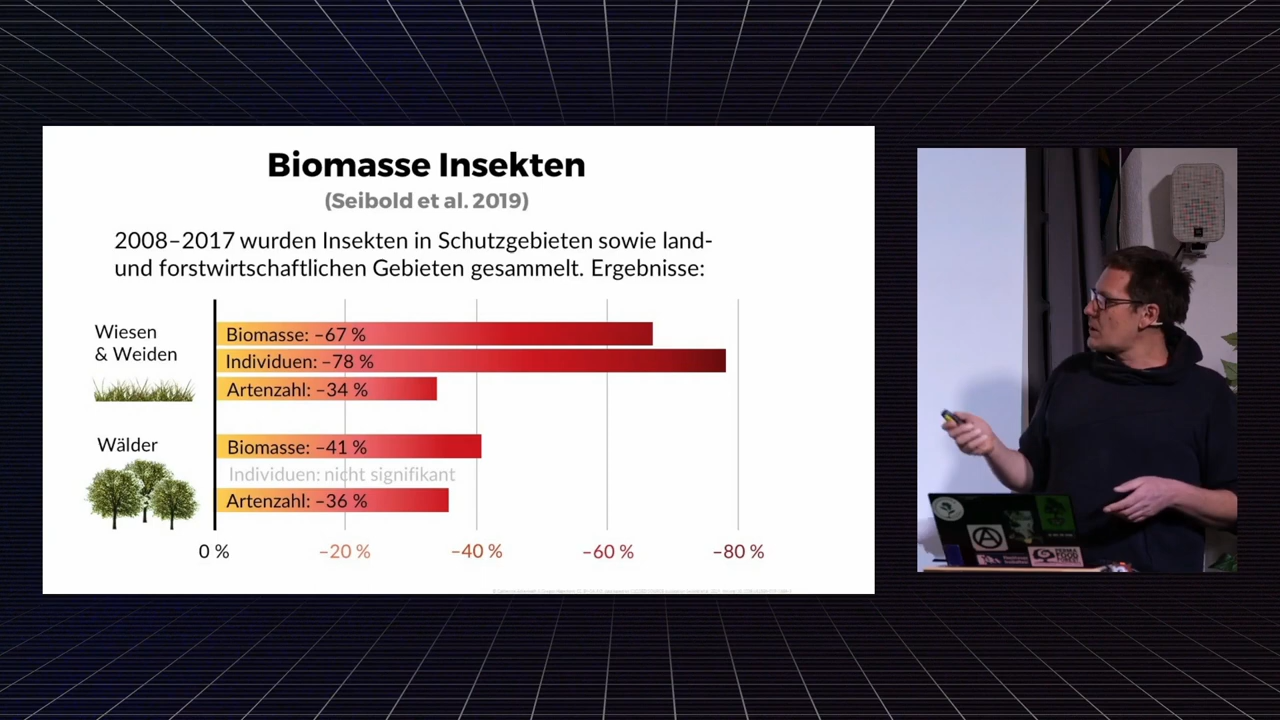 Biomasse Insekten
(Seibold et al. 2019)
2008–2017 wurden Insekten in Schutzgebieten sowie land-
und forstwirtschaftlichen Gebieten gesammelt. Ergebnisse:
Wiesen
& Weiden
Biomasse: –67 %
Individuen: –78 %
Artenzahl: –34 %
Wälder
Biomasse: –41 %
Individuen: nicht signifikant
Artenzahl: –36 %
0 %
–20 %
–40 %
–60 %
–80 %